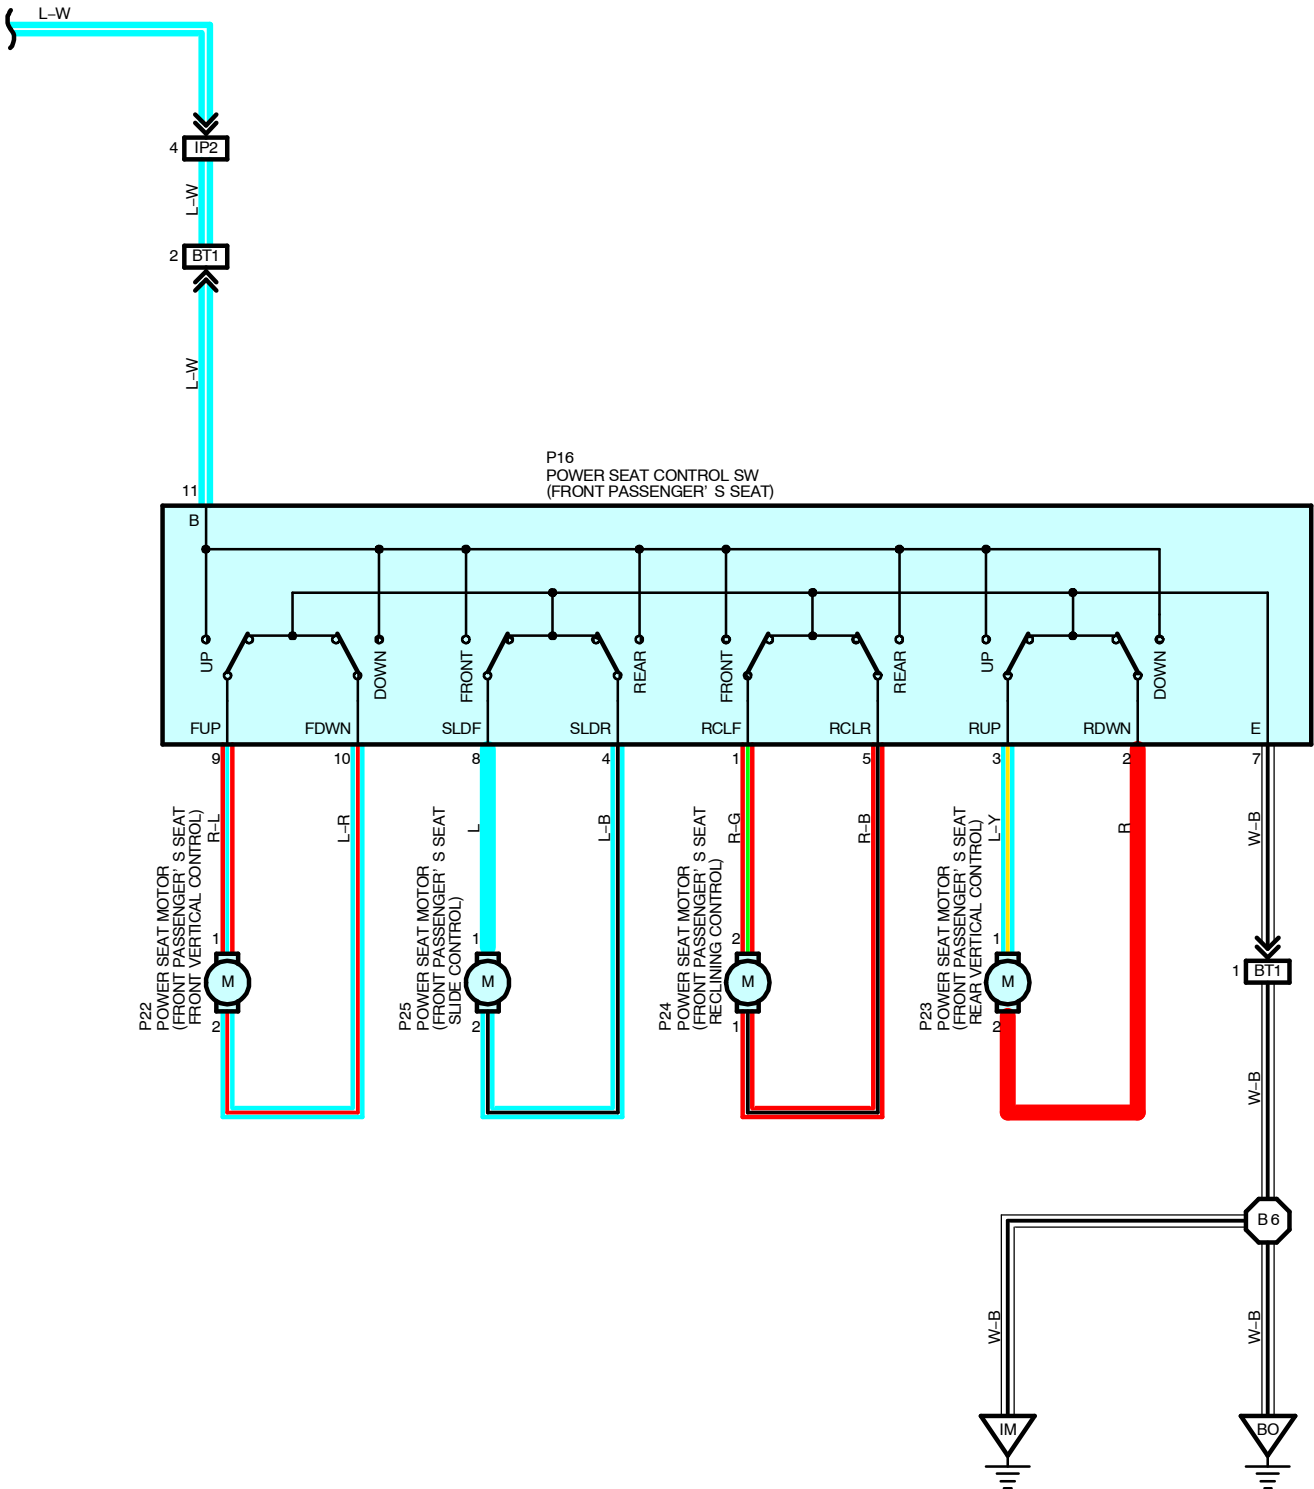 L-W
4 IP2
L-W
2 BT1
L-W
P16
POWER SEAT CONTROL SW
(FRONT PASSENGER' S SEAT)
11
B
UP
DOWN
FRONT
REAR
FRONT
REAR
UP
DOWN
FUP
FDWN
SLDF
SLDR
RCLF
RCLR
RUP
RDWN
E
9
10
8
4
1
5
3
2
7
R-L
L-R
L
L-B
R-G
R-B
L-Y
R
W-B
P22
POWER SEAT MOTOR
(FRONT PASSENGER' S SEAT
FRONT VERTICAL CONTROL)
1
M
2
P25
POWER SEAT MOTOR
(FRONT PASSENGER' S SEAT
SLIDE CONTROL)
1
M
2
P24
POWER SEAT MOTOR
(FRONT PASSENGER' S SEAT
RECLINING CONTROL)
2
M
1
P23
POWER SEAT MOTOR
(FRONT PASSENGER' S SEAT
REAR VERTICAL CONTROL)
1
M
2
1 BT1
W-B
B6
W-B
W-B
IM
BO